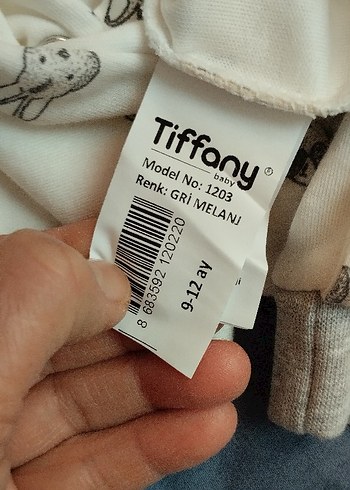 Tiffany®
baby
Model No: 1203
Renk: GRİ MELANJ
8 683592 120220
9-12 ay